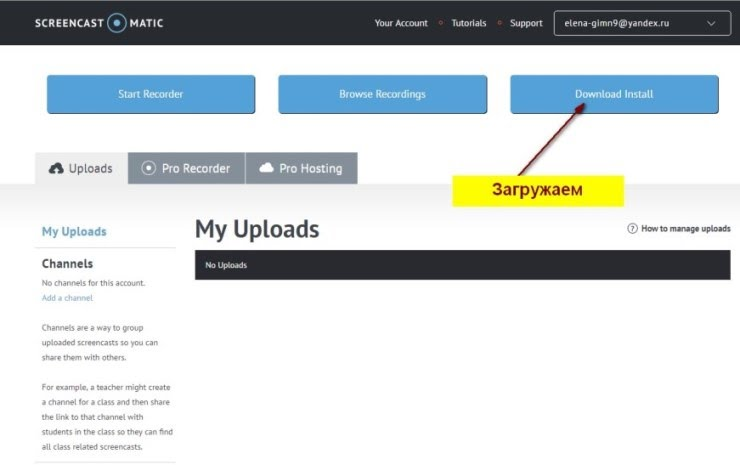 SCREENCAST MATIC
Your Account Tutorials Support elena-gimn9@yandex.ru
Start Recorder
Browse Recordings
Download Install
Uploads
Pro Recorder
Pro Hosting
Загружаем
My Uploads
Channels
No channels for this account.
Add a channel
Channels are a way to group
uploaded screencasts so you can
share them with others.
For example, a teacher might create
a channel for a class and then share
the link to that channel with
students in the class so they can find
all class related screencasts.
My Uploads
? How to manage uploads
No Uploads